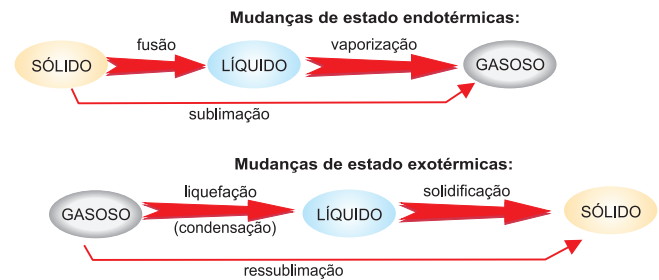 Mudanças de estado endotérmicas:
fusão
vaporização
SÓLIDO
LÍQUIDO
GASOSO
sublimação
Mudanças de estado exotérmicas:
liquefação
solidificação
GASOSO
(condensação)
LÍQUIDO
SÓLIDO
ressublimação